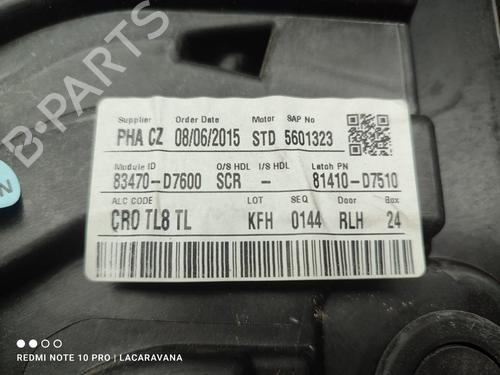 B-PARTS
Supplier Order Date Motor SAP No
PHA CZ 08/06/2015 STD 5601323
Module ID O/S HDL I/S HDL Latch PN
83470-D7600 SCR - 81410-D7510
ALC CODE LOT SEQ Door Box
CRO TL8 TL KFH 0144 RLH 24
REDMI NOTE 10 PRO | LACARAVANA